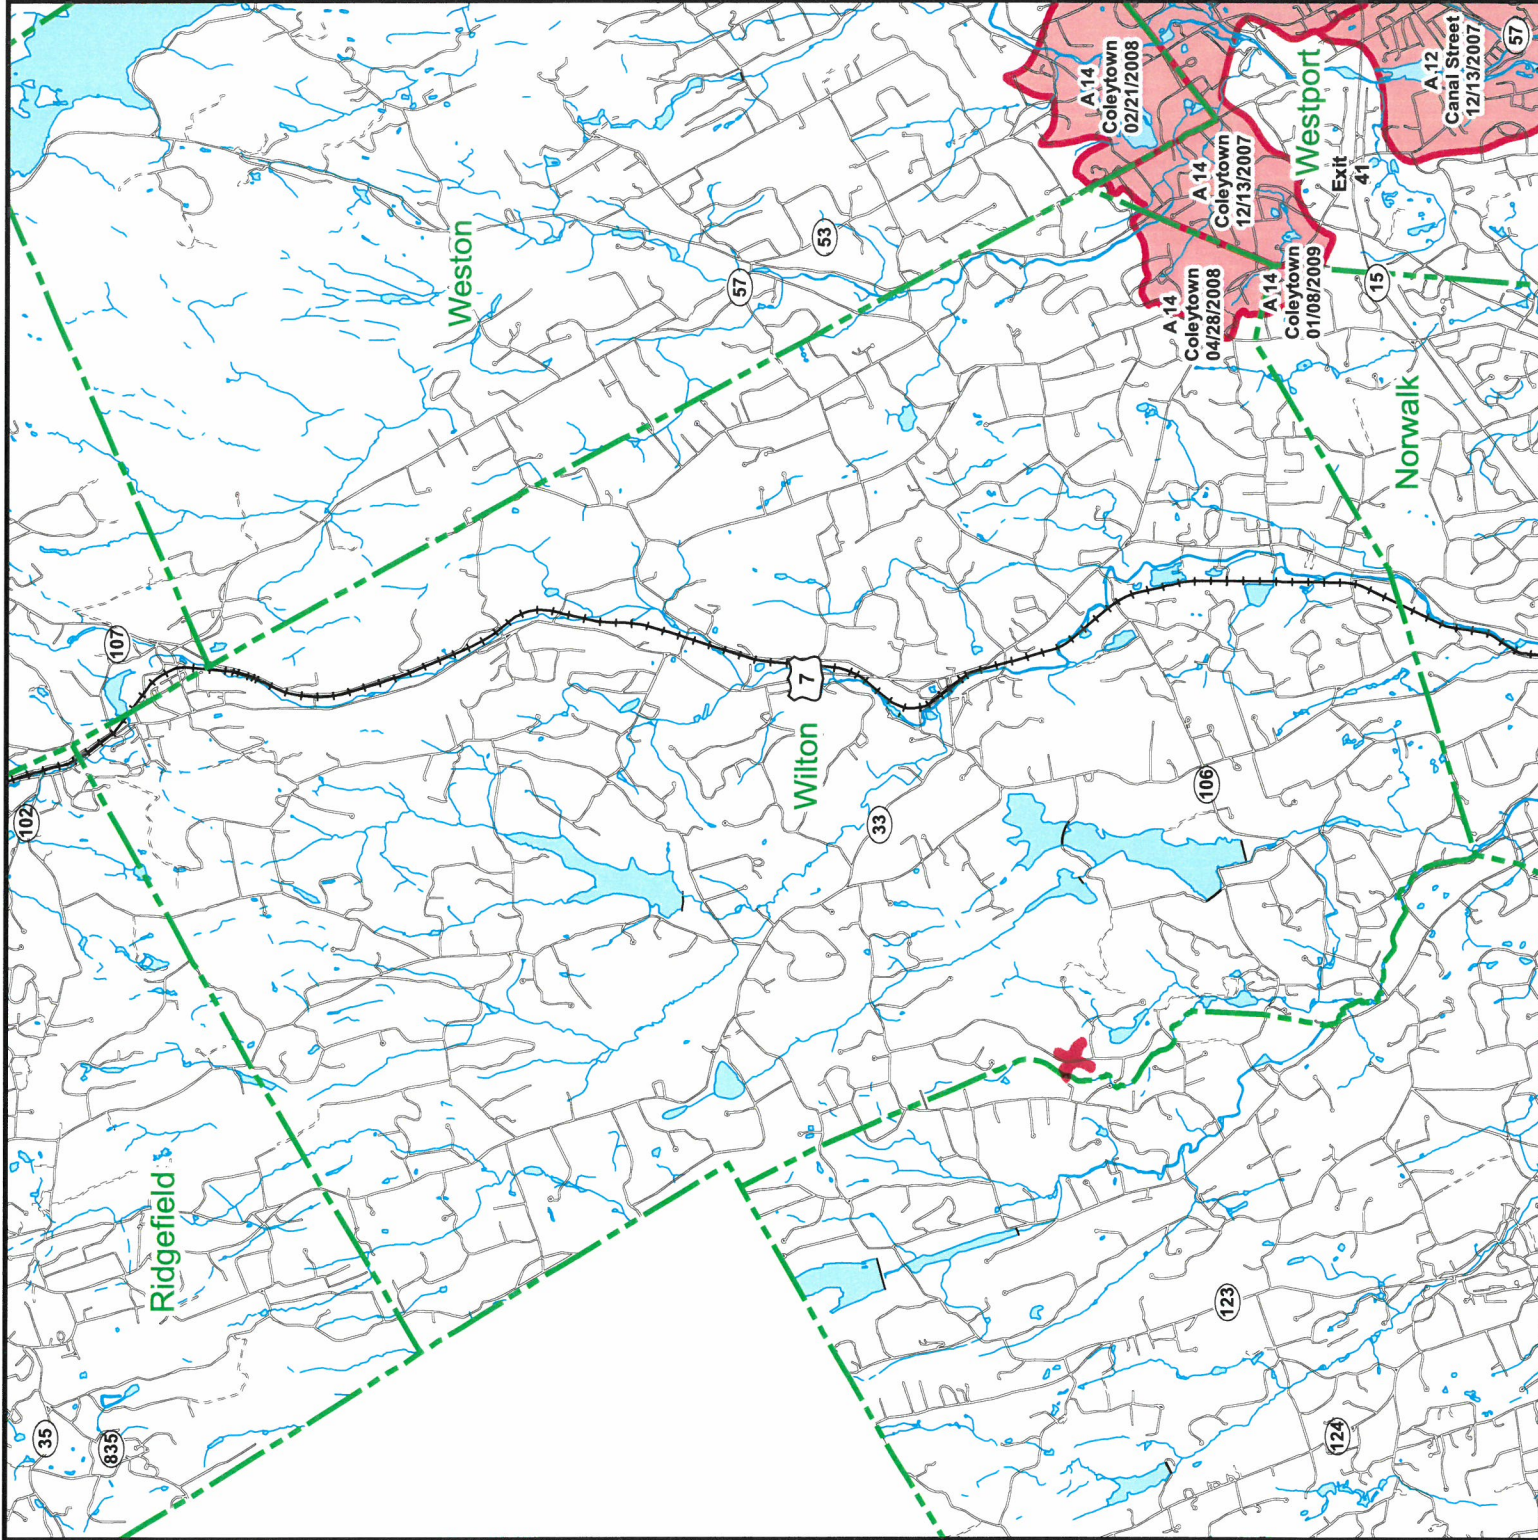 102
107
35
835
Ridgefield
Weston
57
53
7
Wilton
33
106
123
124
A.14
Coleytown
02/21/2008
A.14
Coleytown
12/13/2007
A.14
Coleytown
04/28/2008
A.14
Coleytown
01/08/2009
Westport
Exit
41
15
A.12
Canal Street
12/13/2007
57
Norwalk